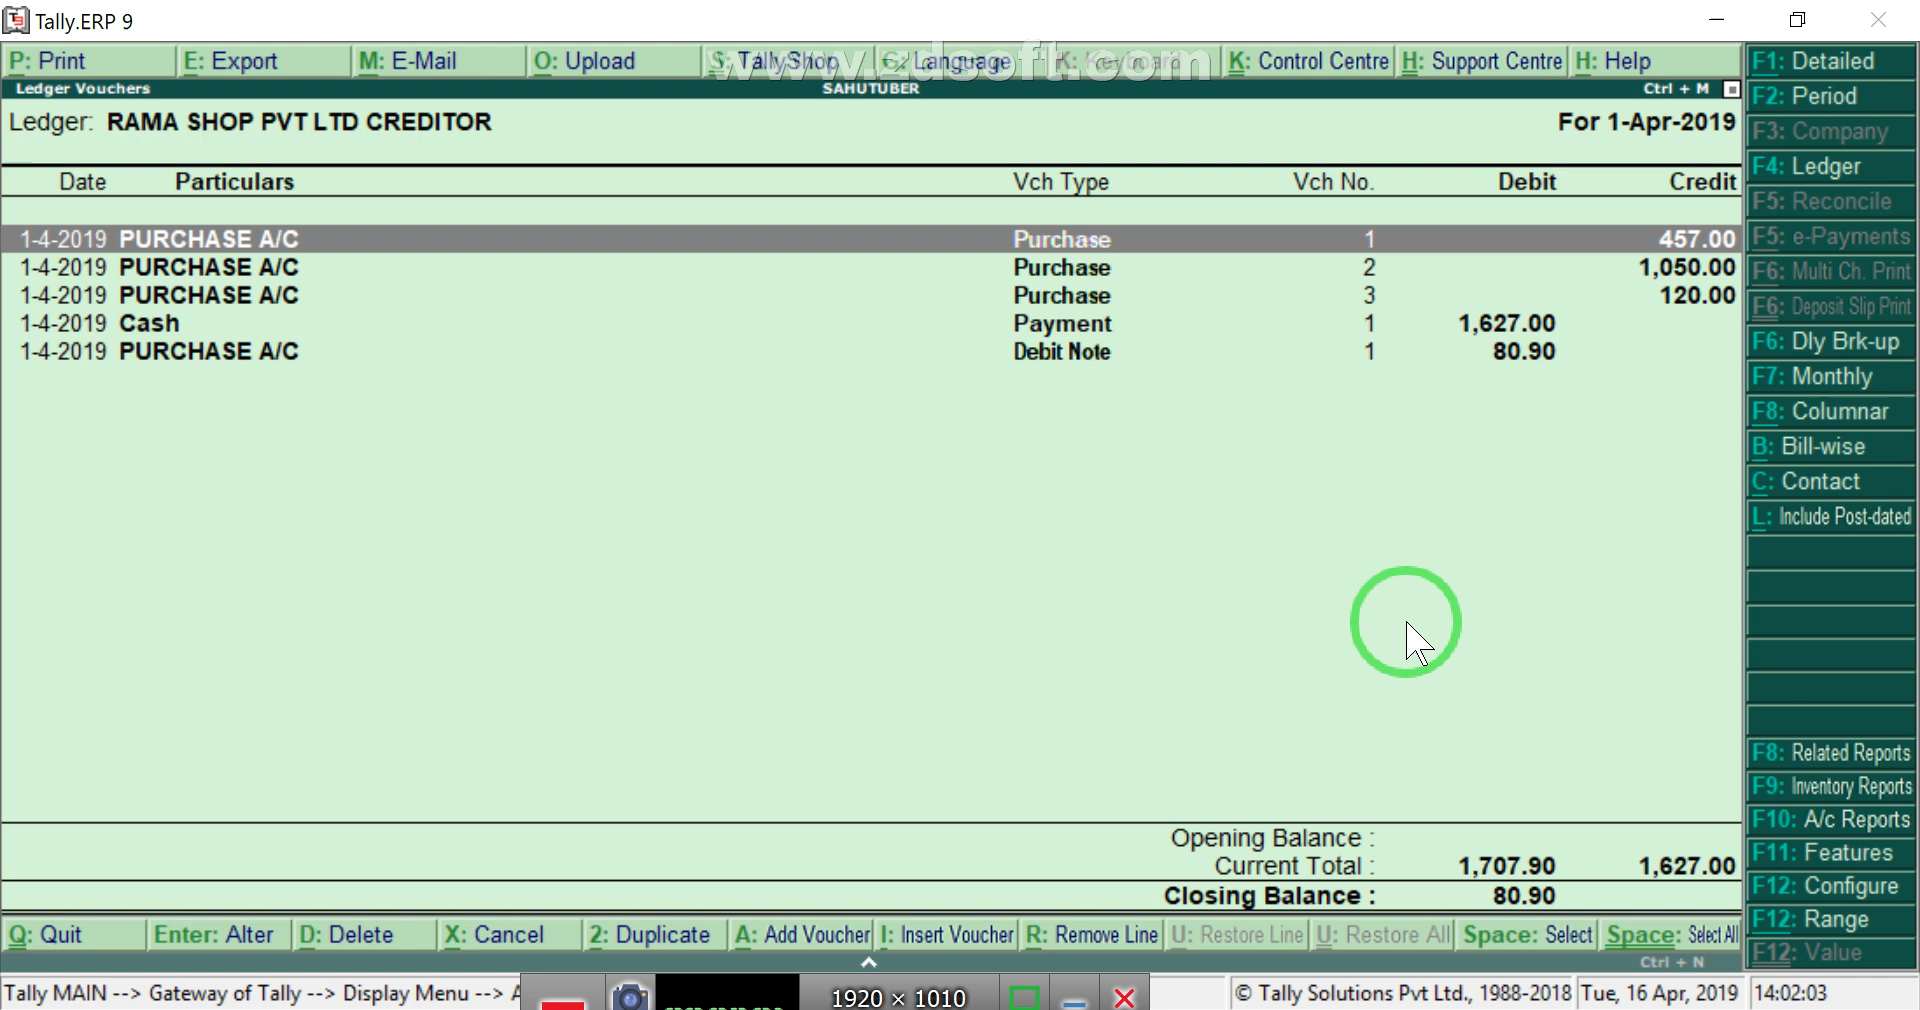 Tally.ERP 9
P: Print E: Export M: E-Mail O: Upload S: TallyShop G: Language K: Keyboard K: Control Centre H: Support Centre H: Help
www.zdsoft.com
Ledger Vouchers SAHUTUBER Ctrl + M
Ledger: RAMA SHOP PVT LTD CREDITOR For 1-Apr-2019
Date Particulars Vch Type Vch No. Debit Credit
1-4-2019 PURCHASE A/C Purchase 1 457.00
1-4-2019 PURCHASE A/C Purchase 2 1,050.00
1-4-2019 PURCHASE A/C Purchase 3 120.00
1-4-2019 Cash Payment 1 1,627.00
1-4-2019 PURCHASE A/C Debit Note 1 80.90
Opening Balance :
Current Total : 1,707.90 1,627.00
Closing Balance : 80.90
F1: Detailed
F2: Period
F3: Company
F4: Ledger
F5: Reconcile
F5: e-Payments
F6: Multi Ch. Print
F6: Deposit Slip Print
F6: Dly Brk-up
F7: Monthly
F8: Columnar
B: Bill-wise
C: Contact
L: Include Post-dated
F8: Related Reports
F9: Inventory Reports
F10: A/c Reports
F11: Features
F12: Configure
F12: Range
F12: Value
Q: Quit Enter: Alter D: Delete X: Cancel 2: Duplicate A: Add Voucher I: Insert Voucher R: Remove Line U: Restore Line U: Restore All Space: Select Space: Select All
Ctrl + N
Tally MAIN --> Gateway of Tally --> Display Menu --> A
1920 × 1010
© Tally Solutions Pvt Ltd., 1988-2018 Tue, 16 Apr, 2019 14:02:03